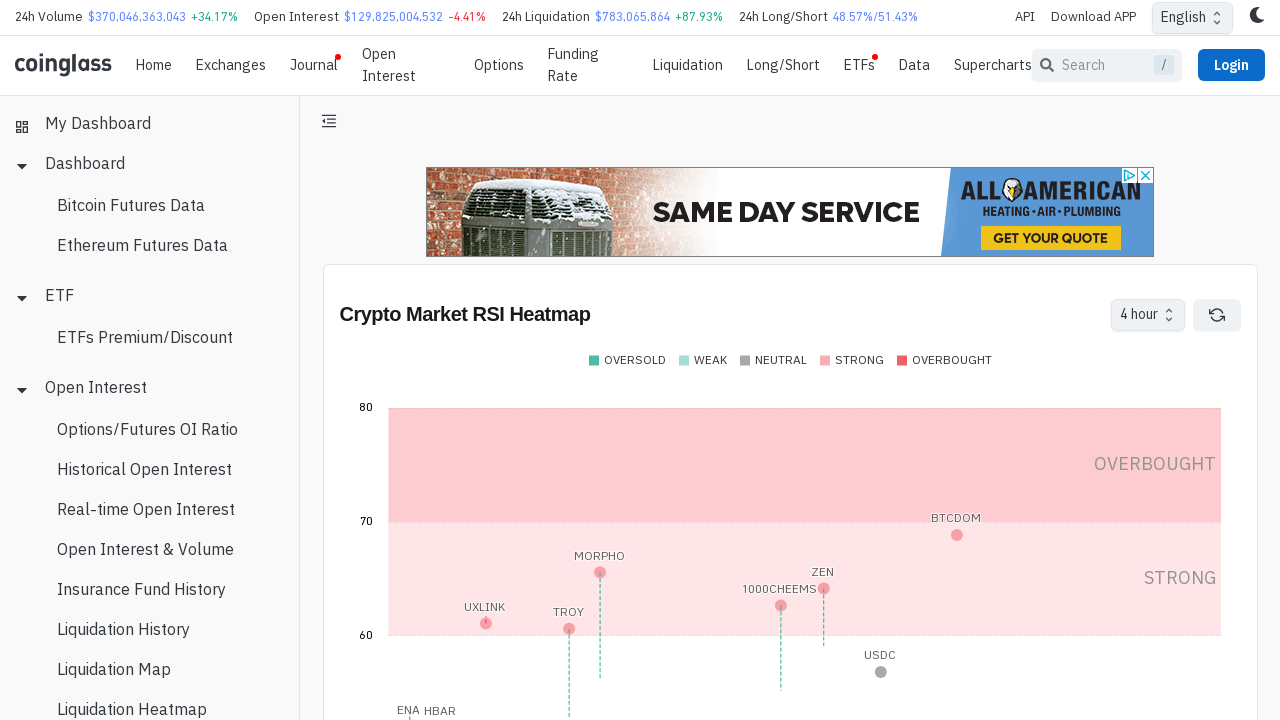 24h Volume $370,046,363,043 +34.17% Open Interest $129,825,004,532 -4.41% 24h Liquidation $783,065,864 +87.93% 24h Long/Short 48.57%/51.43% API Download APP English
coinglass Home Exchanges Journal Open Interest Options Funding Rate Liquidation Long/Short ETFs Data Supercharts Search / Login
My Dashboard
Dashboard
Bitcoin Futures Data
Ethereum Futures Data
ETF
ETFs Premium/Discount
Open Interest
Options/Futures OI Ratio
Historical Open Interest
Real-time Open Interest
Open Interest & Volume
Insurance Fund History
Liquidation History
Liquidation Map
Liquidation Heatmap
SAME DAY SERVICE
ALL AMERICAN
HEATING • AIR • PLUMBING
GET YOUR QUOTE
Crypto Market RSI Heatmap
4 hour
OVERSOLD WEAK NEUTRAL STRONG OVERBOUGHT
80
OVERBOUGHT
70
BTCDOM
MORPHO
ZEN
STRONG
1000CHEEMS
UXLINK
TROY
60
USDC
ENA HBAR